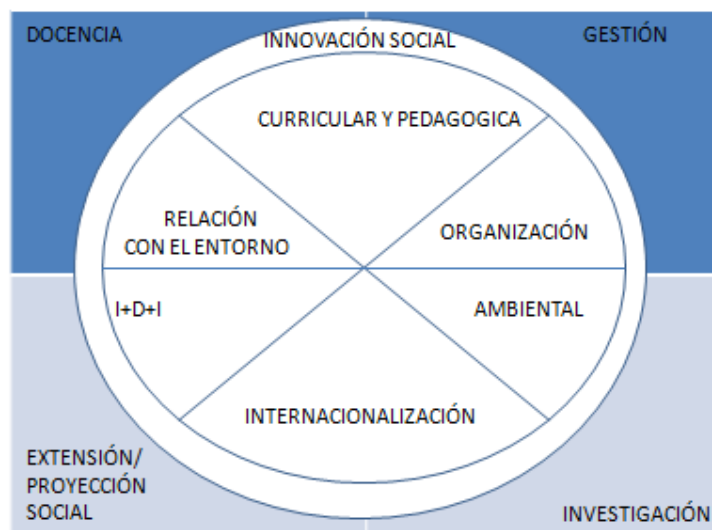 DOCENCIA
INNOVACIÓN SOCIAL
GESTIÓN
CURRICULAR Y PEDAGOGICA
RELACIÓN
CON EL ENTORNO
ORGANIZACIÓN
I+D+I
AMBIENTAL
INTERNACIONALIZACIÓN
EXTENSIÓN/
PROYECCIÓN
SOCIAL
INVESTIGACIÓN